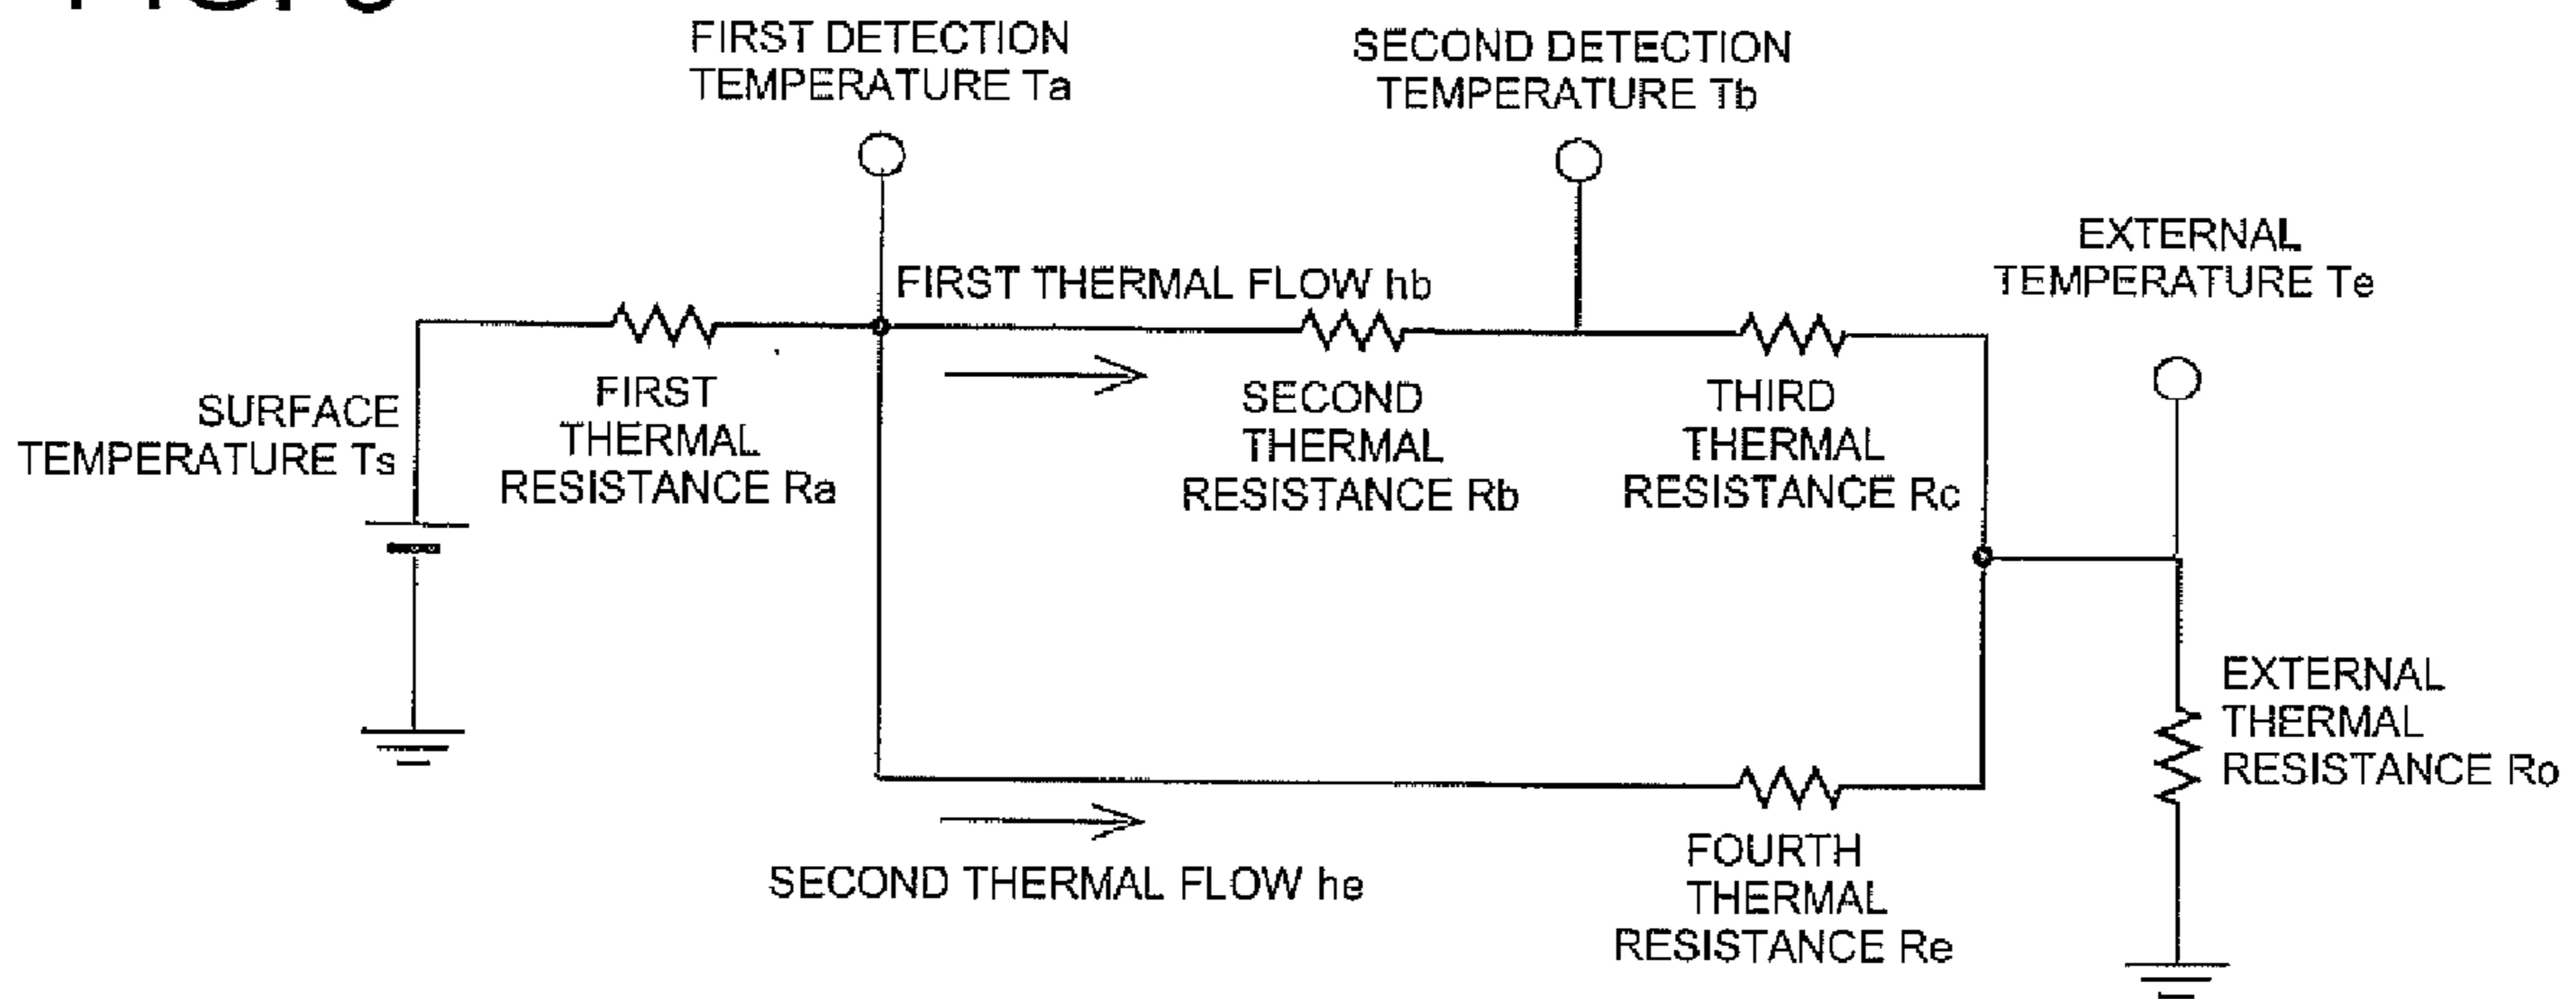 FIRST DETECTION
TEMPERATURE Ta
SECOND DETECTION
TEMPERATURE Tb
EXTERNAL
TEMPERATURE Te
FIRST THERMAL FLOW hb
SURFACE
TEMPERATURE Ts
FIRST
THERMAL
RESISTANCE Ra
SECOND
THERMAL
RESISTANCE Rb
THIRD
THERMAL
RESISTANCE Rc
EXTERNAL
THERMAL
RESISTANCE Ro
SECOND THERMAL FLOW he
FOURTH
THERMAL
RESISTANCE Re